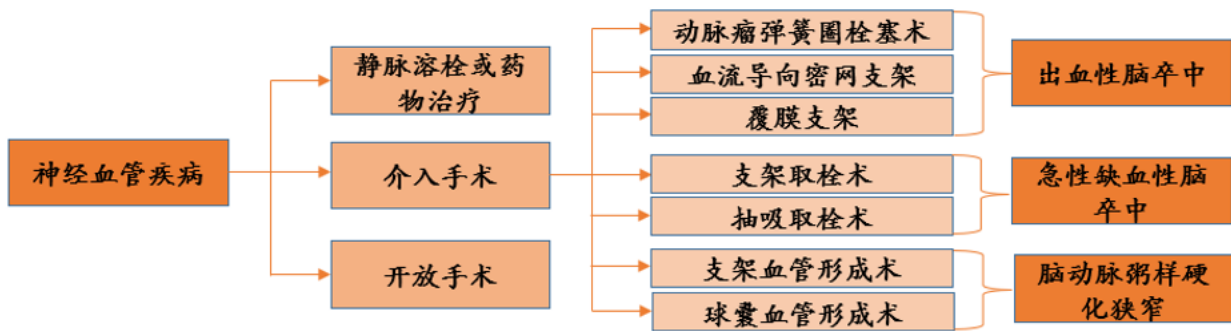 神经血管疾病
静脉溶栓或药
物治疗
介入手术
开放手术
动脉瘤弹簧圈栓塞术
血流导向密网支架
覆膜支架
支架取栓术
抽吸取栓术
支架血管形成术
球囊血管形成术
出血性脑卒中
急性缺血性脑
卒中
脑动脉粥样硬
化狭窄